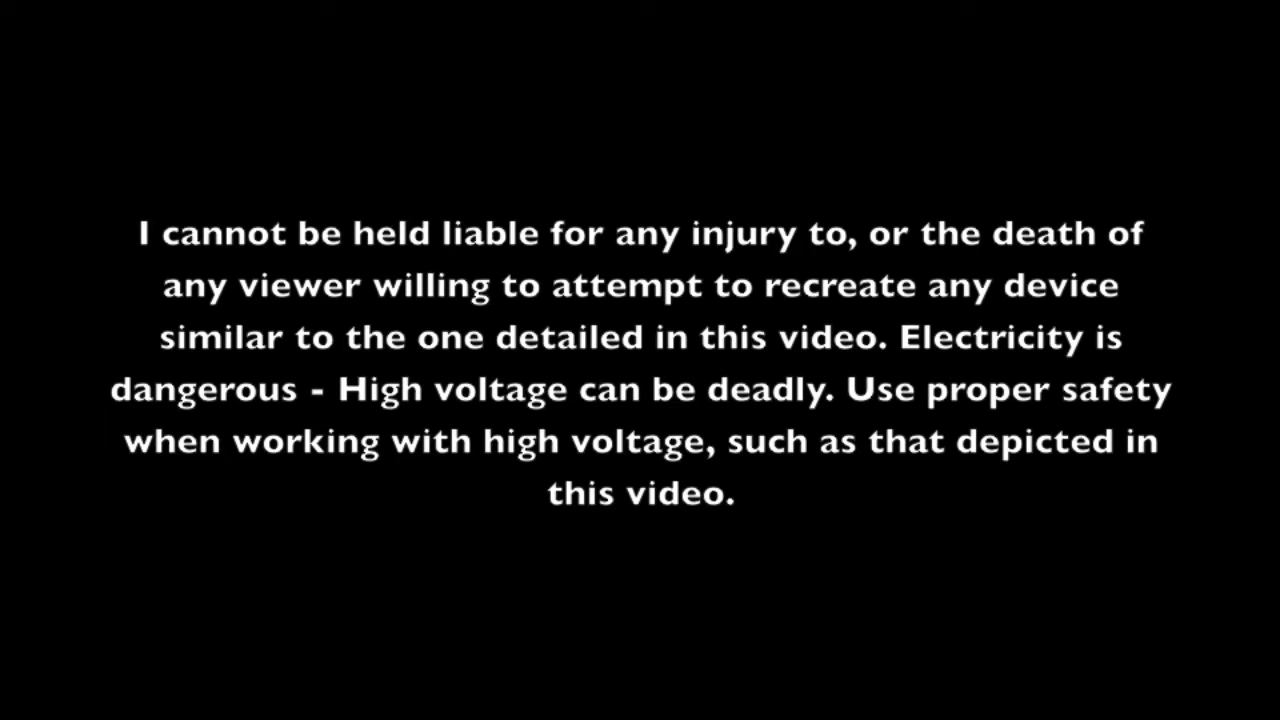 I cannot be held liable for any injury to, or the death of
any viewer willing to attempt to recreate any device
similar to the one detailed in this video. Electricity is
dangerous - High voltage can be deadly. Use proper safety
when working with high voltage, such as that depicted in
this video.